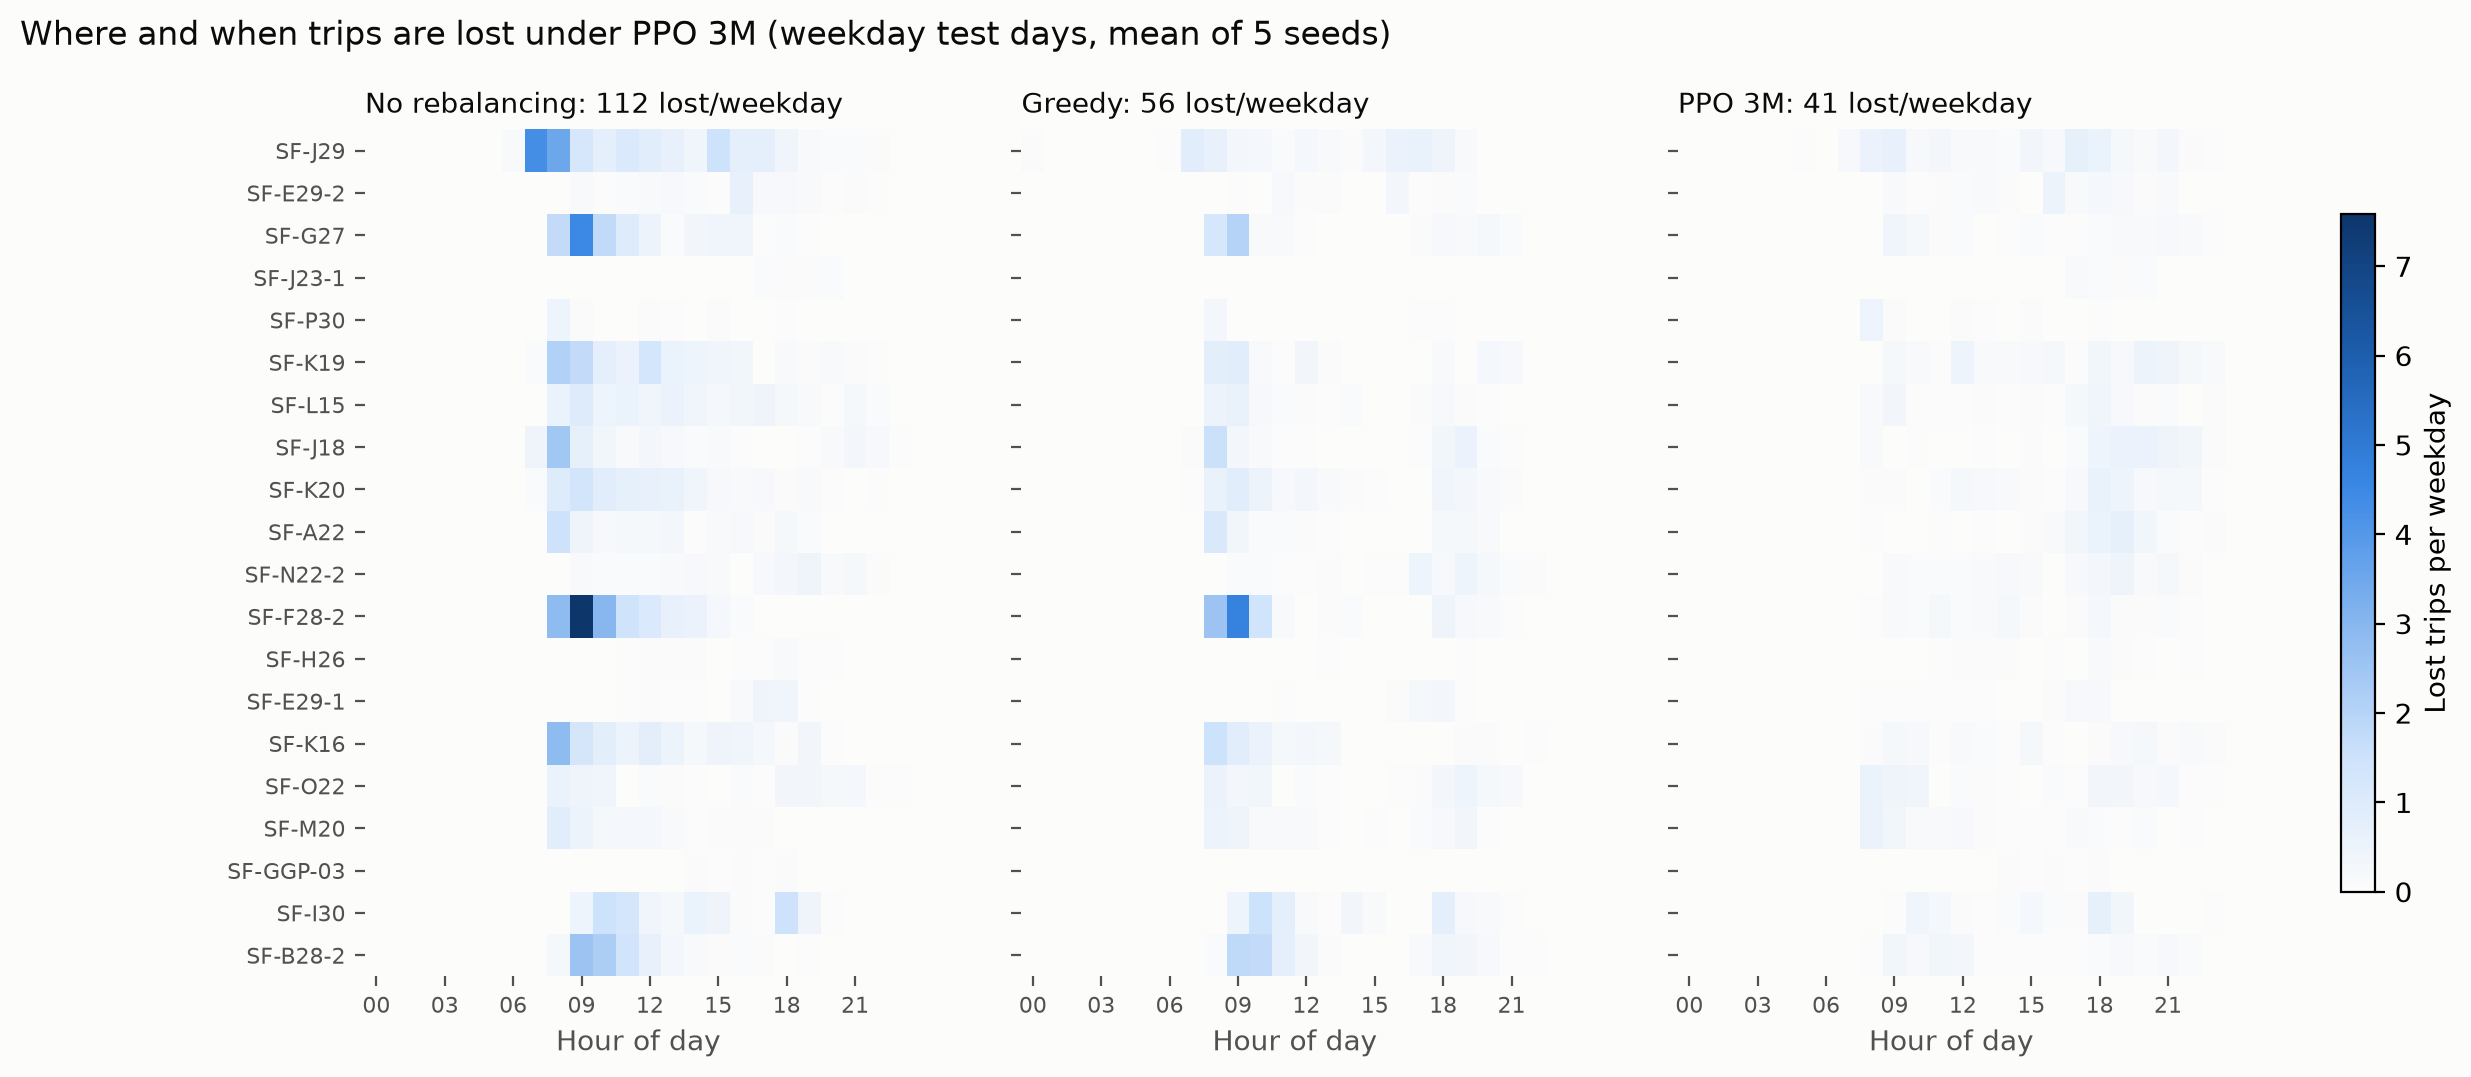 Where and when trips are lost under PPO 3M (weekday test days, mean of 5 seeds)
No rebalancing: 112 lost/weekday
Greedy: 56 lost/weekday
PPO 3M: 41 lost/weekday
SF-J29
SF-E29-2
SF-G27
SF-J23-1
SF-P30
SF-K19
SF-L15
SF-J18
SF-K20
SF-A22
SF-N22-2
SF-F28-2
SF-H26
SF-E29-1
SF-K16
SF-O22
SF-M20
SF-GGP-03
SF-I30
SF-B28-2
00 03 06 09 12 15 18 21
Hour of day
00 03 06 09 12 15 18 21
Hour of day
00 03 06 09 12 15 18 21
Hour of day
7
6
5
4
3
2
1
0
Lost trips per weekday